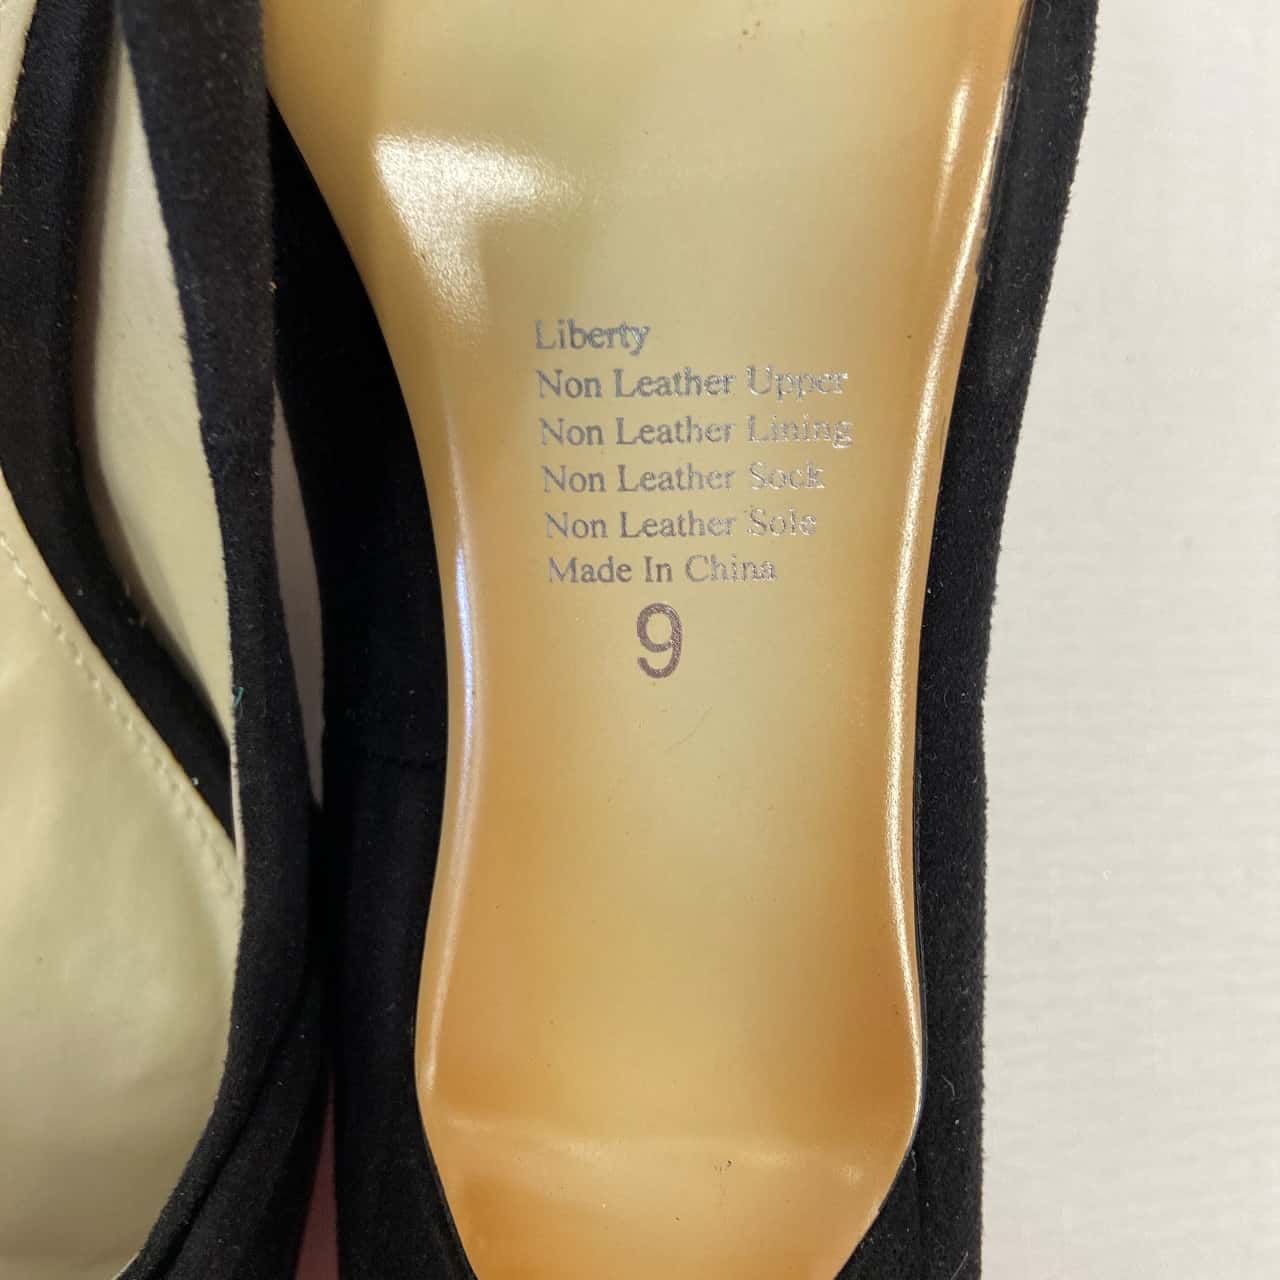 Liberty
Non Leather Upper
Non Leather Lining
Non Leather Sock
Non Leather Sole
Made In China
9